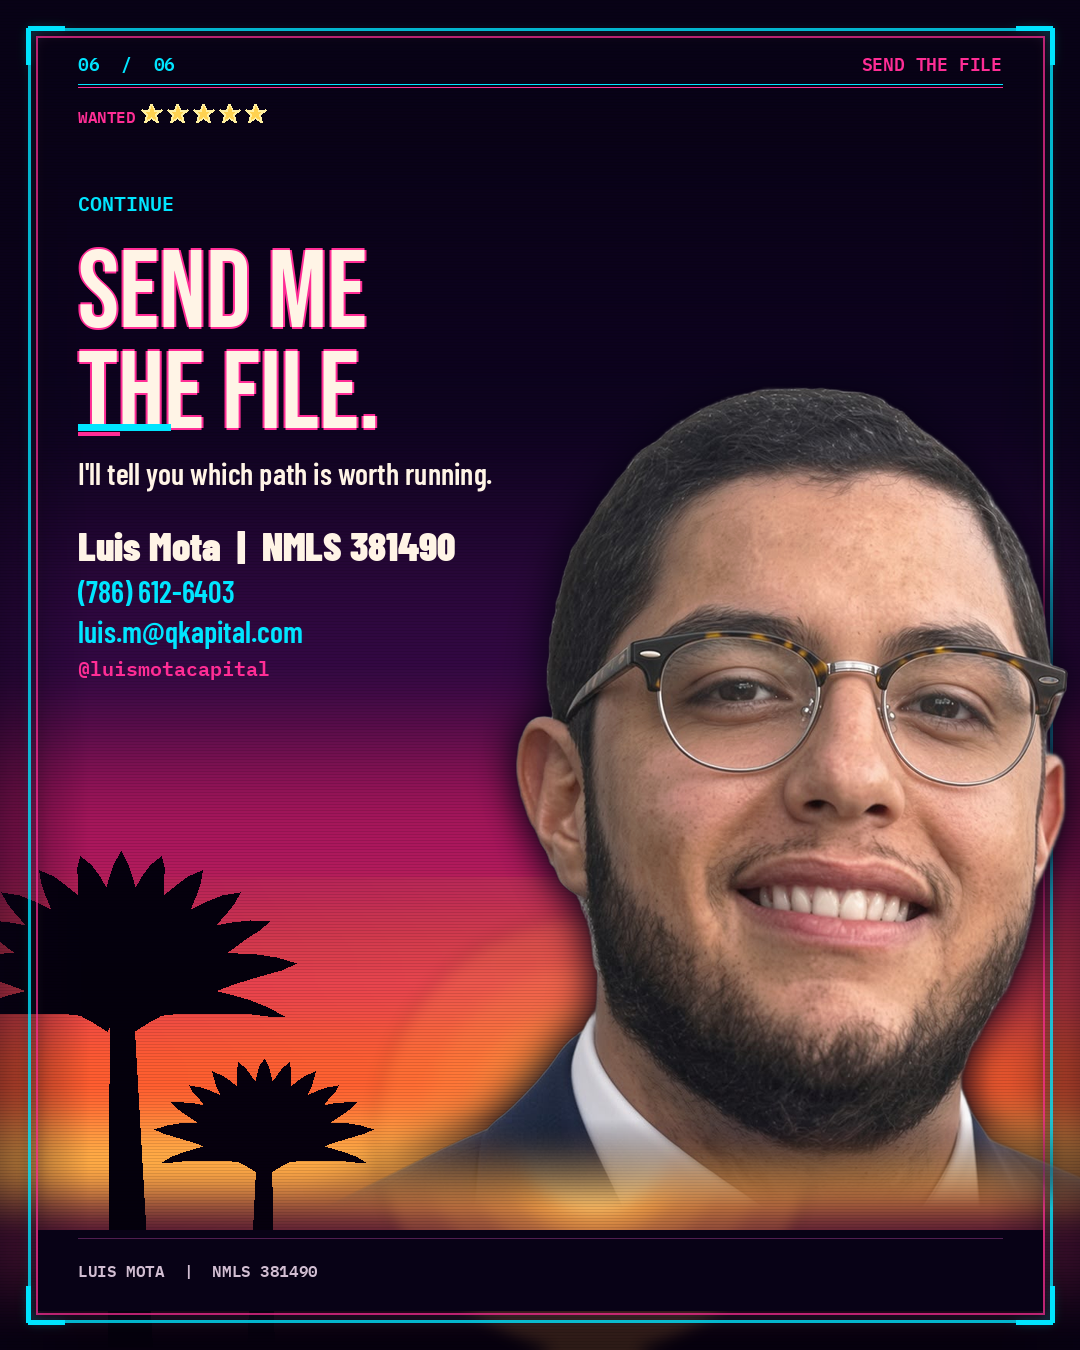 06 / 06
SEND THE FILE
WANTED
CONTINUE
SEND ME
THE FILE.
I'll tell you which path is worth running.
Luis Mota | NMLS 381490
(786) 612-6403
luis.m@qkapital.com
@luismotacapital
LUIS MOTA | NMLS 381490